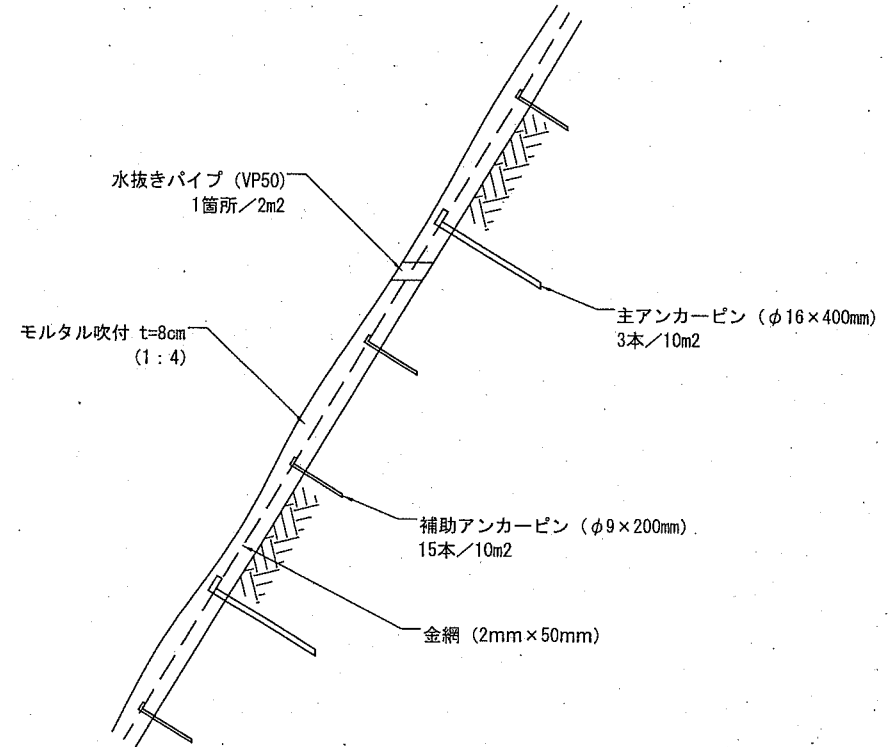 水抜きパイプ (VP50)
1箇所／2m2
主アンカーピン (φ16×400mm)
3本／10m2
モルタル吹付 t=8cm
(1：4)
補助アンカーピン (φ9×200mm)
15本／10m2
金網 (2mm×50mm)